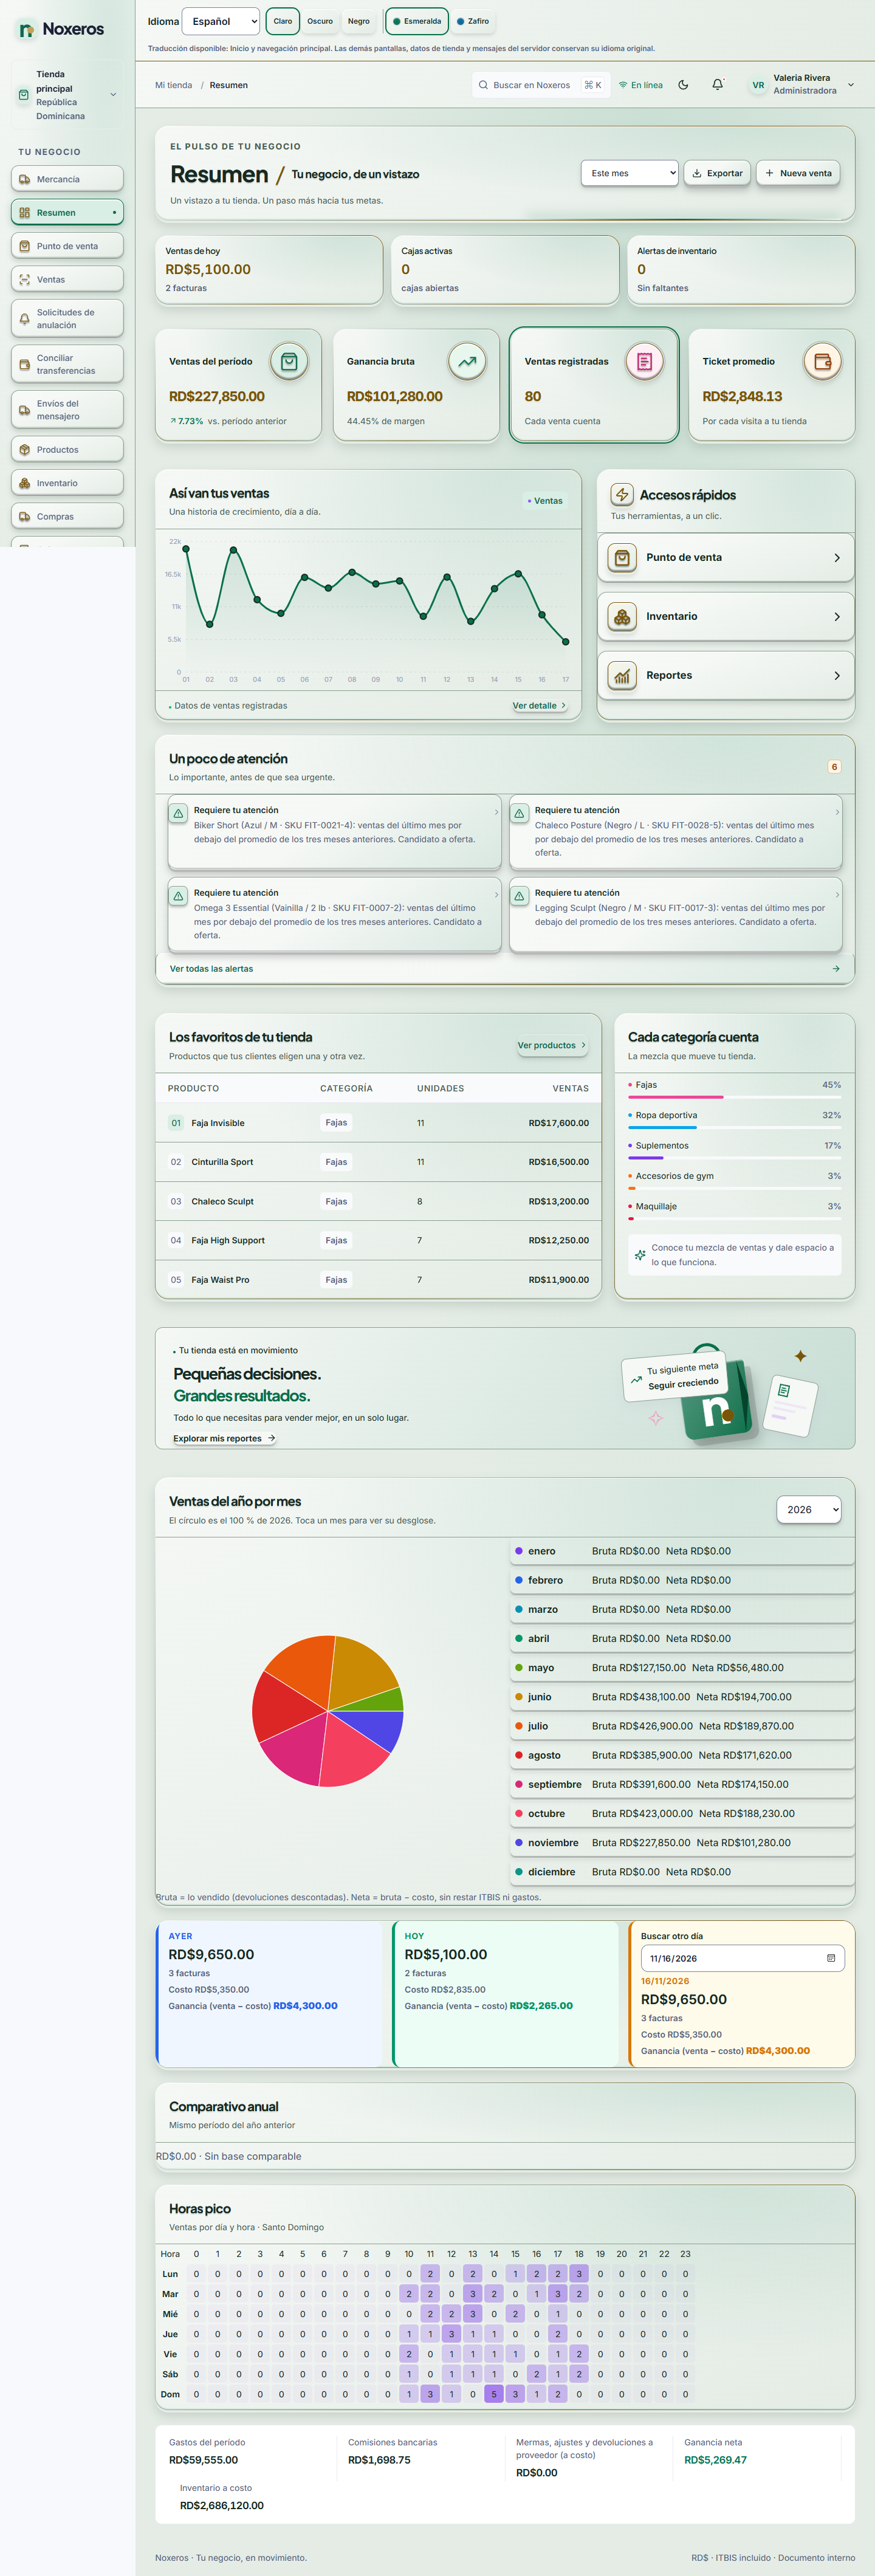 Noxeros
Tienda
principal
República
Dominicana
TU NEGOCIO
Mercancía
Resumen
Punto de venta
Ventas
Solicitudes de
anulación
Conciliar
transferencias
Envíos del
mensajero
Productos
Inventario
Compras
Idioma Español Claro Oscuro Negro Esmeralda Zafiro
Traducción disponible: Inicio y navegación principal. Las demás pantallas, datos de tienda y mensajes del servidor conservan su idioma original.
Mi tienda / Resumen
Buscar en Noxeros ⌘ K
En línea
VR
Valeria Rivera
Administradora
EL PULSO DE TU NEGOCIO
Resumen / Tu negocio, de un vistazo
Un vistazo a tu tienda. Un paso más hacia tus metas.
Este mes
Exportar
Nueva venta
Ventas de hoy
RD$5,100.00
2 facturas
Cajas activas
0
cajas abiertas
Alertas de inventario
0
Sin faltantes
Ventas del período
RD$227,850.00
7.73% vs. período anterior
Ganancia bruta
RD$101,280.00
44.45% de margen
Ventas registradas
80
Cada venta cuenta
Ticket promedio
RD$2,848.13
Por cada visita a tu tienda
Así van tus ventas
Una historia de crecimiento, día a día.
Ventas
22k
16.5k
11k
5.5k
0
01 02 03 04 05 06 07 08 09 10 11 12 13 14 15 16 17
Datos de ventas registradas
Ver detalle
Accesos rápidos
Tus herramientas, a un clic.
Punto de venta
Inventario
Reportes
Un poco de atención
Lo importante, antes de que sea urgente.
6
Requiere tu atención
Biker Short (Azul / M · SKU FIT-0021-4): ventas del último mes por
debajo del promedio de los tres meses anteriores. Candidato a oferta.
Requiere tu atención
Chaleco Posture (Negro / L · SKU FIT-0028-5): ventas del último mes
por debajo del promedio de los tres meses anteriores. Candidato a
oferta.
Requiere tu atención
Omega 3 Essential (Vainilla / 2 lb · SKU FIT-0007-2): ventas del último
mes por debajo del promedio de los tres meses anteriores. Candidato a
oferta.
Requiere tu atención
Legging Sculpt (Negro / M · SKU FIT-0017-3): ventas del último mes por
debajo del promedio de los tres meses anteriores. Candidato a oferta.
Ver todas las alertas
Los favoritos de tu tienda
Productos que tus clientes eligen una y otra vez.
Ver productos
PRODUCTO CATEGORÍA UNIDADES VENTAS
01 Faja Invisible Fajas 11 RD$17,600.00
02 Cinturilla Sport Fajas 11 RD$16,500.00
03 Chaleco Sculpt Fajas 8 RD$13,200.00
04 Faja High Support Fajas 7 RD$12,250.00
05 Faja Waist Pro Fajas 7 RD$11,900.00
Cada categoría cuenta
La mezcla que mueve tu tienda.
Fajas 45%
Ropa deportiva 32%
Suplementos 17%
Accesorios de gym 3%
Maquillaje 3%
Conoce tu mezcla de ventas y dale espacio a
lo que funciona.
Tu tienda está en movimiento
Pequeñas decisiones.
Grandes resultados.
Todo lo que necesitas para vender mejor, en un solo lugar.
Explorar mis reportes
Tu siguiente meta
Seguir creciendo
n
Ventas del año por mes
El círculo es el 100 % de 2026. Toca un mes para ver su desglose.
2026
enero Bruta RD$0.00 Neta RD$0.00
febrero Bruta RD$0.00 Neta RD$0.00
marzo Bruta RD$0.00 Neta RD$0.00
abril Bruta RD$0.00 Neta RD$0.00
mayo Bruta RD$127,150.00 Neta RD$56,480.00
junio Bruta RD$438,100.00 Neta RD$194,700.00
julio Bruta RD$426,900.00 Neta RD$189,870.00
agosto Bruta RD$385,900.00 Neta RD$171,620.00
septiembre Bruta RD$391,600.00 Neta RD$174,150.00
octubre Bruta RD$423,000.00 Neta RD$188,230.00
noviembre Bruta RD$227,850.00 Neta RD$101,280.00
diciembre Bruta RD$0.00 Neta RD$0.00
Bruta = lo vendido (devoluciones descontadas). Neta = bruta − costo, sin restar ITBIS ni gastos.
AYER
RD$9,650.00
3 facturas
Costo RD$5,350.00
Ganancia (venta − costo) RD$4,300.00
HOY
RD$5,100.00
2 facturas
Costo RD$2,835.00
Ganancia (venta − costo) RD$2,265.00
Buscar otro día
11/16/2026
16/11/2026
RD$9,650.00
3 facturas
Costo RD$5,350.00
Ganancia (venta − costo) RD$4,300.00
Comparativo anual
Mismo período del año anterior
RD$0.00 · Sin base comparable
Horas pico
Ventas por día y hora · Santo Domingo
Hora 0 1 2 3 4 5 6 7 8 9 10 11 12 13 14 15 16 17 18 19 20 21 22 23
Lun 0 0 0 0 0 0 0 0 0 0 0 2 0 2 0 1 2 2 3 0 0 0 0 0
Mar 0 0 0 0 0 0 0 0 0 0 2 2 0 3 2 0 1 3 2 0 0 0 0 0
Mié 0 0 0 0 0 0 0 0 0 0 0 2 2 3 0 2 0 1 0 0 0 0 0 0
Jue 0 0 0 0 0 0 0 0 0 0 1 1 3 1 1 0 0 2 0 0 0 0 0 0
Vie 0 0 0 0 0 0 0 0 0 0 2 0 1 1 1 1 0 1 2 0 0 0 0 0
Sáb 0 0 0 0 0 0 0 0 0 0 1 0 1 1 1 0 2 1 2 0 0 0 0 0
Dom 0 0 0 0 0 0 0 0 0 0 1 3 1 0 5 3 1 2 0 0 0 0 0 0
Gastos del período
RD$59,555.00
Comisiones bancarias
RD$1,698.75
Mermas, ajustes y devoluciones a
proveedor (a costo)
RD$0.00
Ganancia neta
RD$5,269.47
Inventario a costo
RD$2,686,120.00
Noxeros · Tu negocio, en movimiento.
RD$ · ITBIS incluido · Documento interno